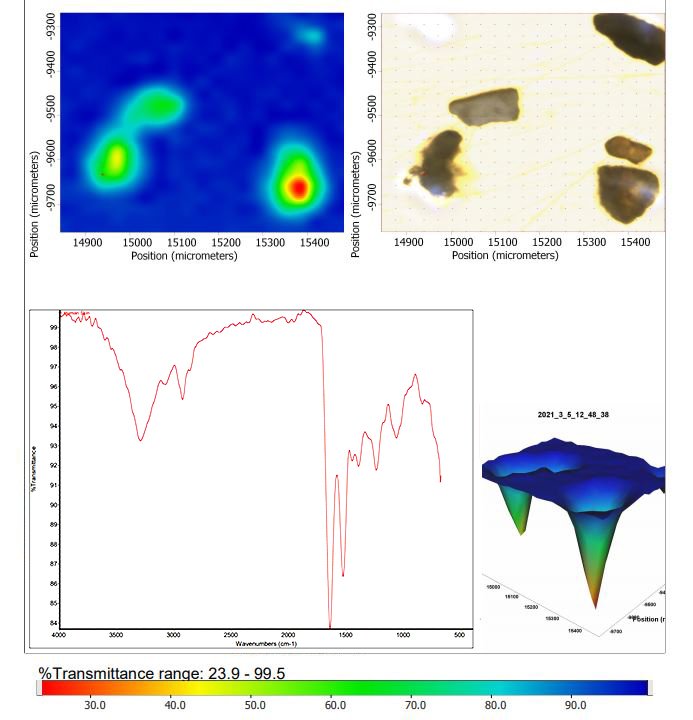 -9300
-9400
-9500
-9600
-9700
Position (micrometers)
14900 15000 15100 15200 15300 15400
Position (micrometers)
-9300
-9400
-9500
-9600
-9700
Position (micrometers)
14900 15000 15100 15200 15300 15400
Position (micrometers)
99
98
97
96
95
94
93
92
91
90
89
88
87
86
85
84
%Transmittance
4000 3500 3000 2500 2000 1500 1000 500
Wavenumbers (cm-1)
2021_3_5_12_48_38
15000
15100
15200
15300
15400
-9700
-9500
Position (r
%Transmittance range: 23.9 - 99.5
30.0 40.0 50.0 60.0 70.0 80.0 90.0